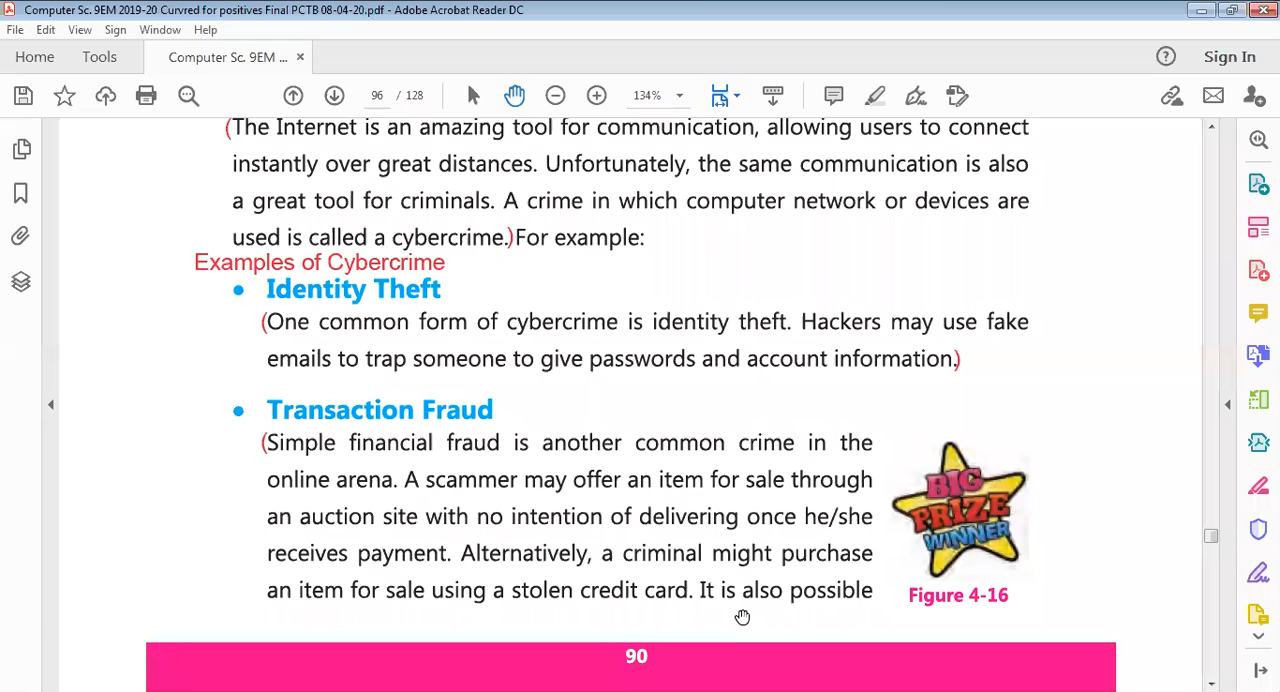 Computer Sc. 9EM 2019-20 Curvred for positives Final PCTB 08-04-20.pdf - Adobe Acrobat Reader DC
File Edit View Sign Window Help
Home Tools Computer Sc. 9EM ... × Sign In
96 / 128 134%
(The Internet is an amazing tool for communication, allowing users to connect
instantly over great distances. Unfortunately, the same communication is also
a great tool for criminals. A crime in which computer network or devices are
used is called a cybercrime.) For example:
Examples of Cybercrime
• Identity Theft
(One common form of cybercrime is identity theft. Hackers may use fake
emails to trap someone to give passwords and account information.)
• Transaction Fraud
(Simple financial fraud is another common crime in the
online arena. A scammer may offer an item for sale through
an auction site with no intention of delivering once he/she
receives payment. Alternatively, a criminal might purchase
an item for sale using a stolen credit card. It is also possible
BIG
PRIZE
WINNER
Figure 4-16
90